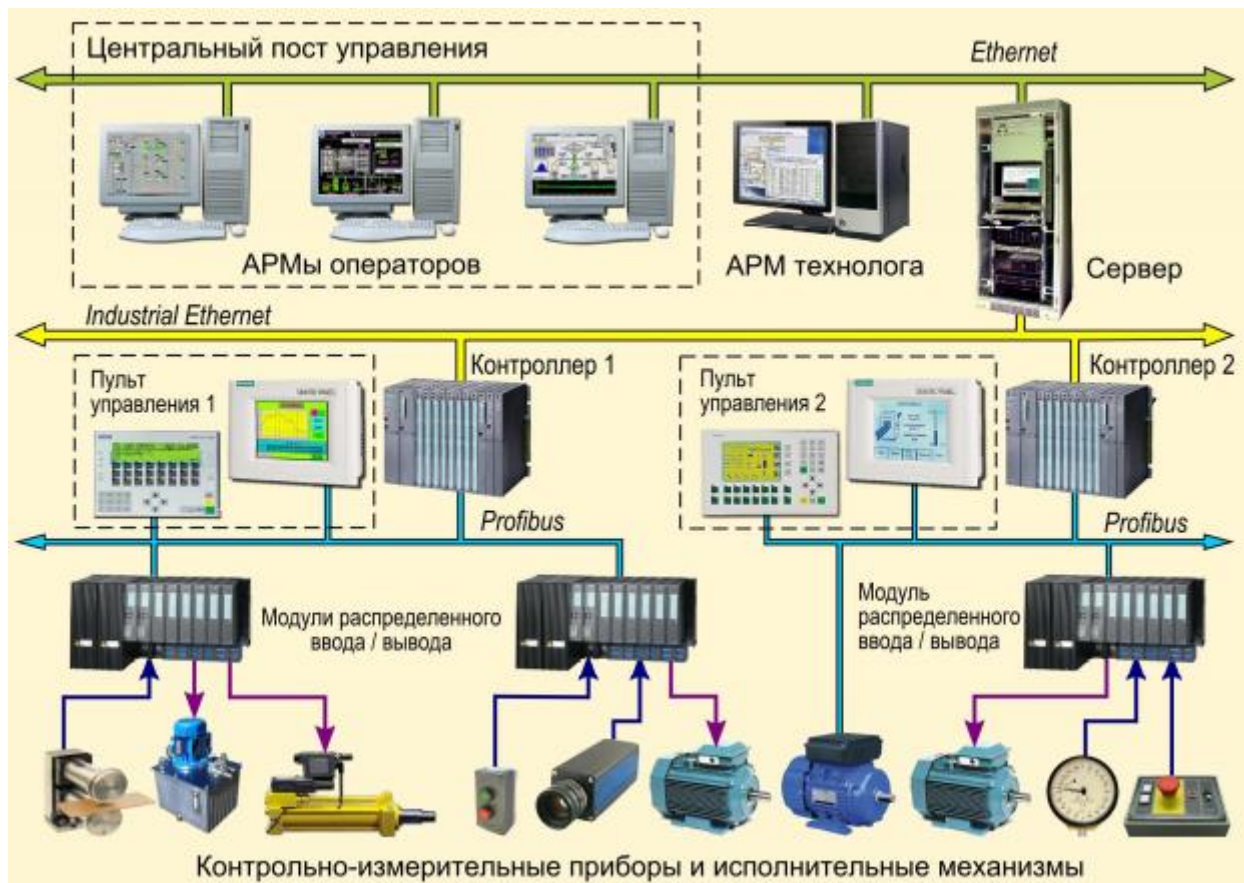 Центральный пост управления
Ethernet
АРМы операторов
АРМ технолога
Сервер
Industrial Ethernet
Контроллер 1
Контроллер 2
Пульт
управления 1
Пульт
управления 2
Profibus
Profibus
Модули распределенного
ввода / вывода
Модуль
распределенного
ввода / вывода
Контрольно-измерительные приборы и исполнительные механизмы